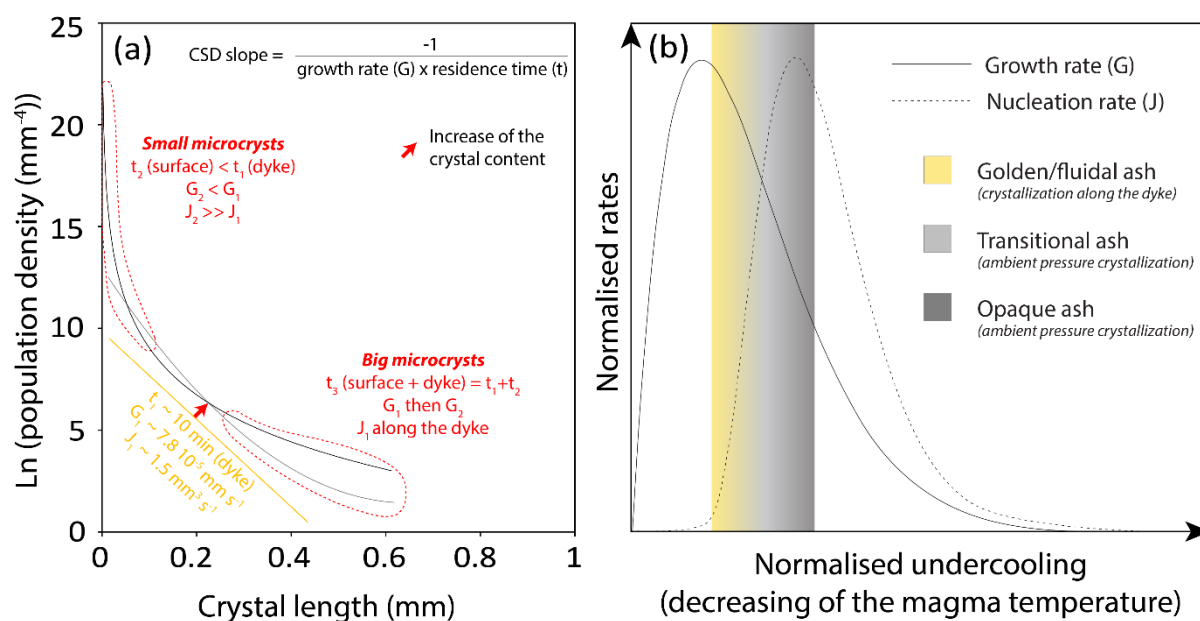 (a)
CSD slope = -1
growth rate (G) x residence time (t)
25
20
15
10
5
0
Ln (population density (mm⁻⁴))
Small microcrysts
t₂ (surface) < t₁ (dyke)
G₂ < G₁
J₂ >> J₁
Increase of the
crystal content
Big microcrysts
t₃ (surface + dyke) = t₁+t₂
G₁ then G₂
J₁ along the dyke
t₁ ~ 10 min (dyke)
G₁ ~ 7.8 10⁻⁵ mm s⁻¹
J₁ ~ 1.5 mm³ s⁻¹
0 0.2 0.4 0.6 0.8 1
Crystal length (mm)
(b)
Normalised rates
Growth rate (G)
Nucleation rate (J)
Golden/fluidal ash
(crystallization along the dyke)
Transitional ash
(ambient pressure crystallization)
Opaque ash
(ambient pressure crystallization)
Normalised undercooling
(decreasing of the magma temperature)